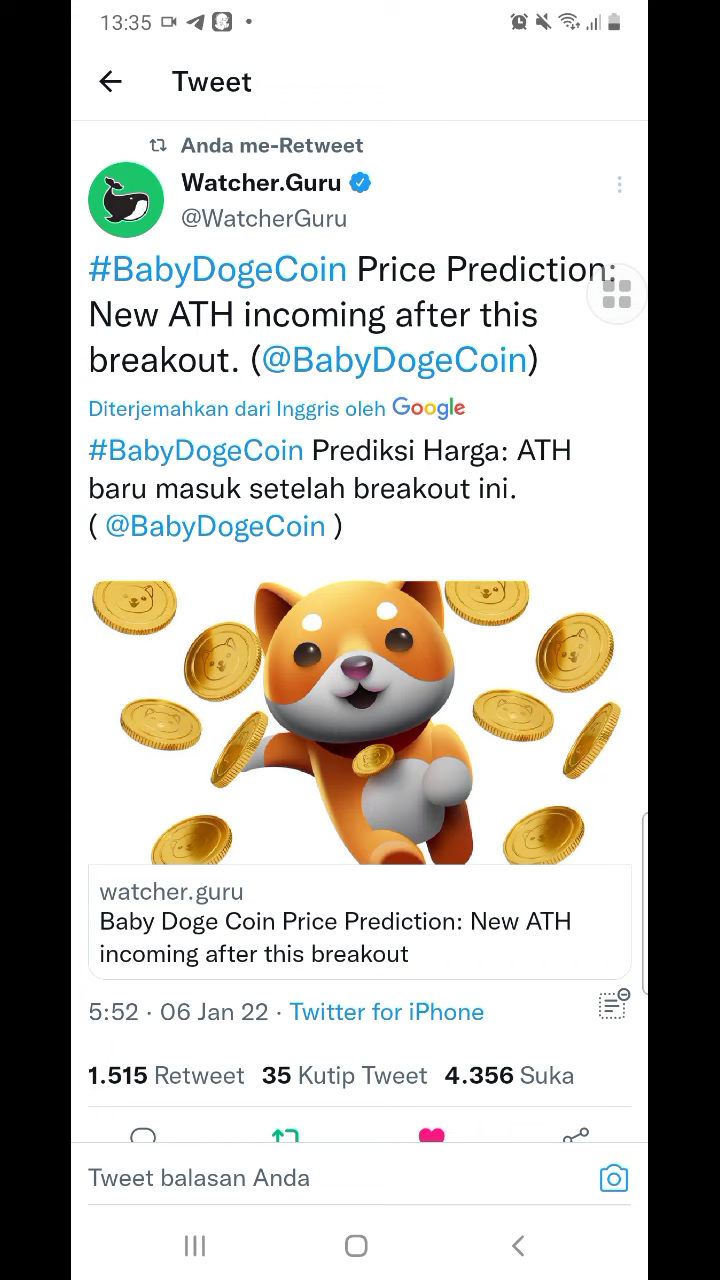 13:35
Tweet
Anda me-Retweet
Watcher.Guru
@WatcherGuru
#BabyDogeCoin Price Prediction:
New ATH incoming after this
breakout. (@BabyDogeCoin)
Diterjemahkan dari Inggris oleh Google
#BabyDogeCoin Prediksi Harga: ATH
baru masuk setelah breakout ini.
( @BabyDogeCoin )
watcher.guru
Baby Doge Coin Price Prediction: New ATH
incoming after this breakout
5:52 · 06 Jan 22 · Twitter for iPhone
1.515 Retweet 35 Kutip Tweet 4.356 Suka
Tweet balasan Anda